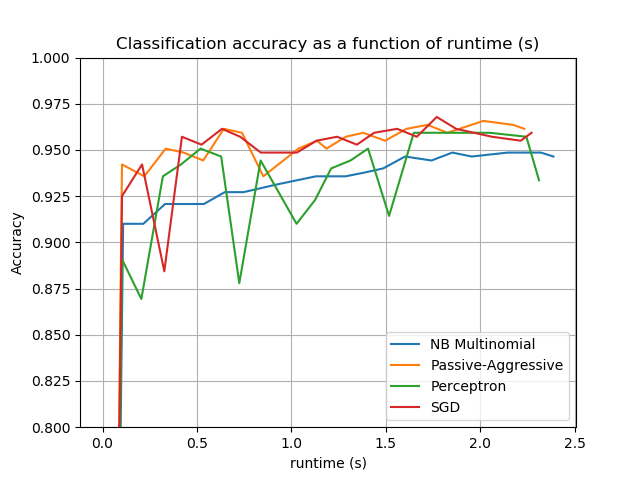 Classification accuracy as a function of runtime (s)
1.000
0.975
0.950
0.925
0.900
0.875
0.850
0.825
0.800
Accuracy
NB Multinomial
Passive-Aggressive
Perceptron
SGD
0.0 0.5 1.0 1.5 2.0 2.5
runtime (s)